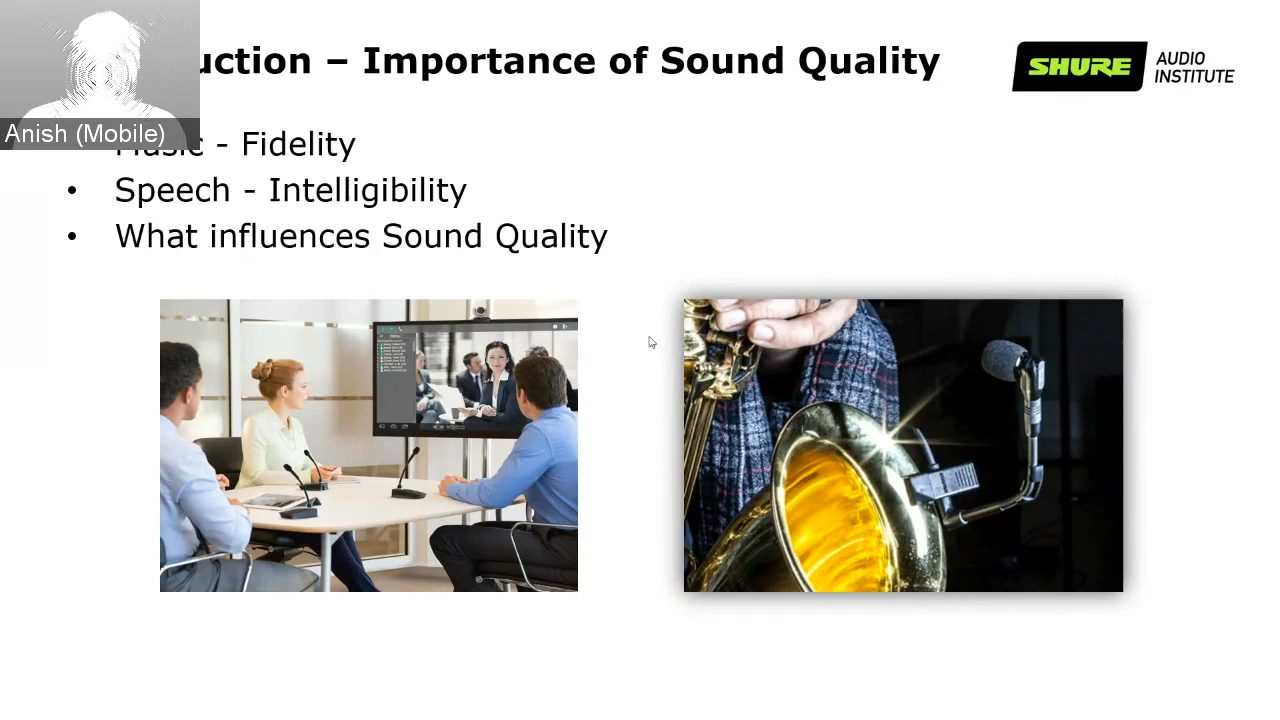 uction – Importance of Sound Quality
SHURE AUDIO INSTITUTE
Anish (Mobile)
Music - Fidelity
• Speech - Intelligibility
• What influences Sound Quality